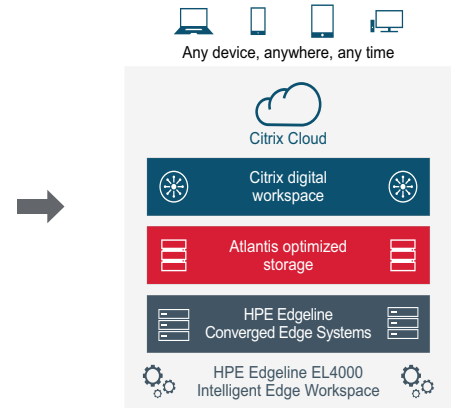 Any device, anywhere, any time
Citrix Cloud
Citrix digital
workspace
Atlantis optimized
storage
HPE Edgeline
Converged Edge Systems
HPE Edgeline EL4000
Intelligent Edge Workspace